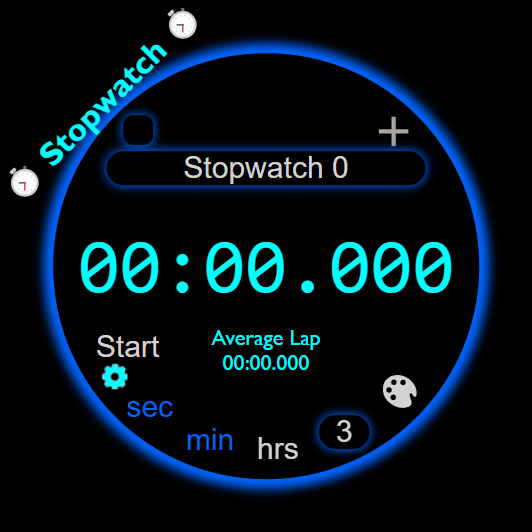 Stopwatch
Stopwatch 0
00:00.000
Start
Average Lap
00:00.000
sec
min
hrs
3